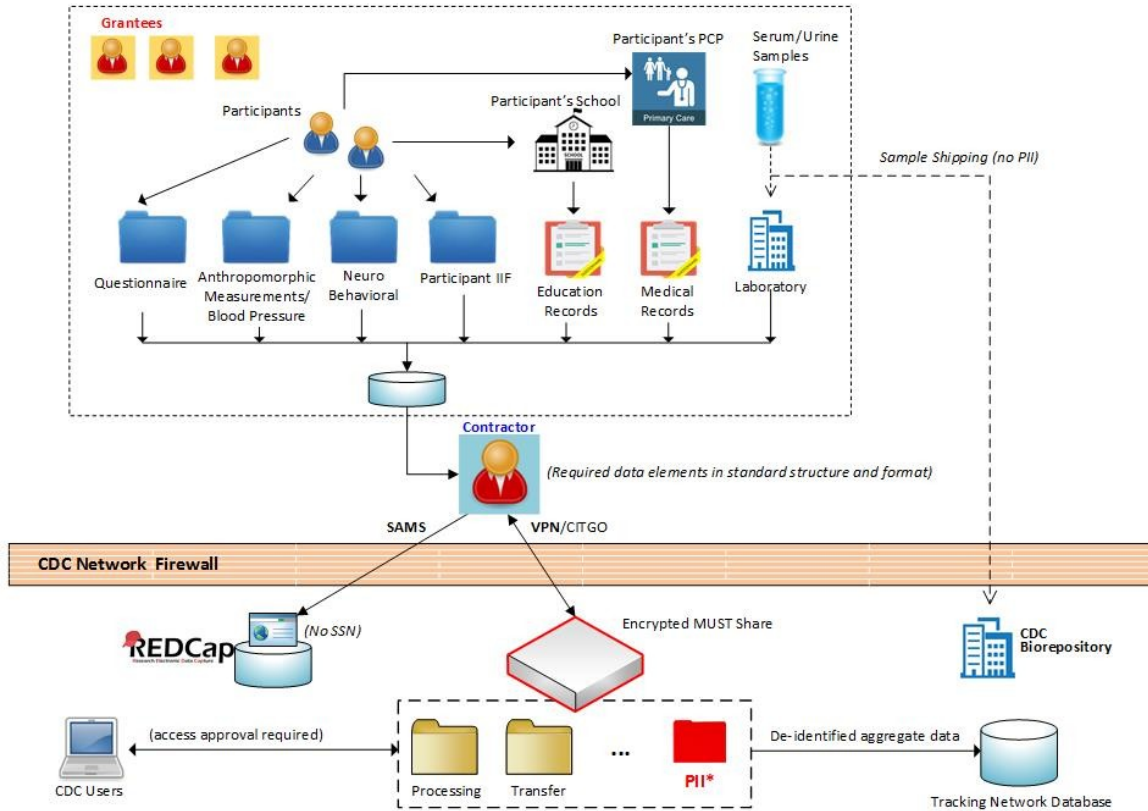 Grantees
Participant's PCP
Serum/Urine
Samples
Participants
Participant's School
Primary Care
SCHOOL
Sample Shipping (no PII)
Questionnaire
Anthropomorphic
Measurements/
Blood Pressure
Neuro
Behavioral
Participant IIF
Education
Records
Medical
Records
Laboratory
Contractor
(Required data elements in standard structure and format)
SAMS
VPN/CITGO
CDC Network Firewall
REDCap
Research Electronic Data Capture
(No SSN)
Encrypted MUST Share
CDC
Biorepository
(access approval required)
...
De-identified aggregate data
CDC Users
Processing
Transfer
PII*
Tracking Network Database